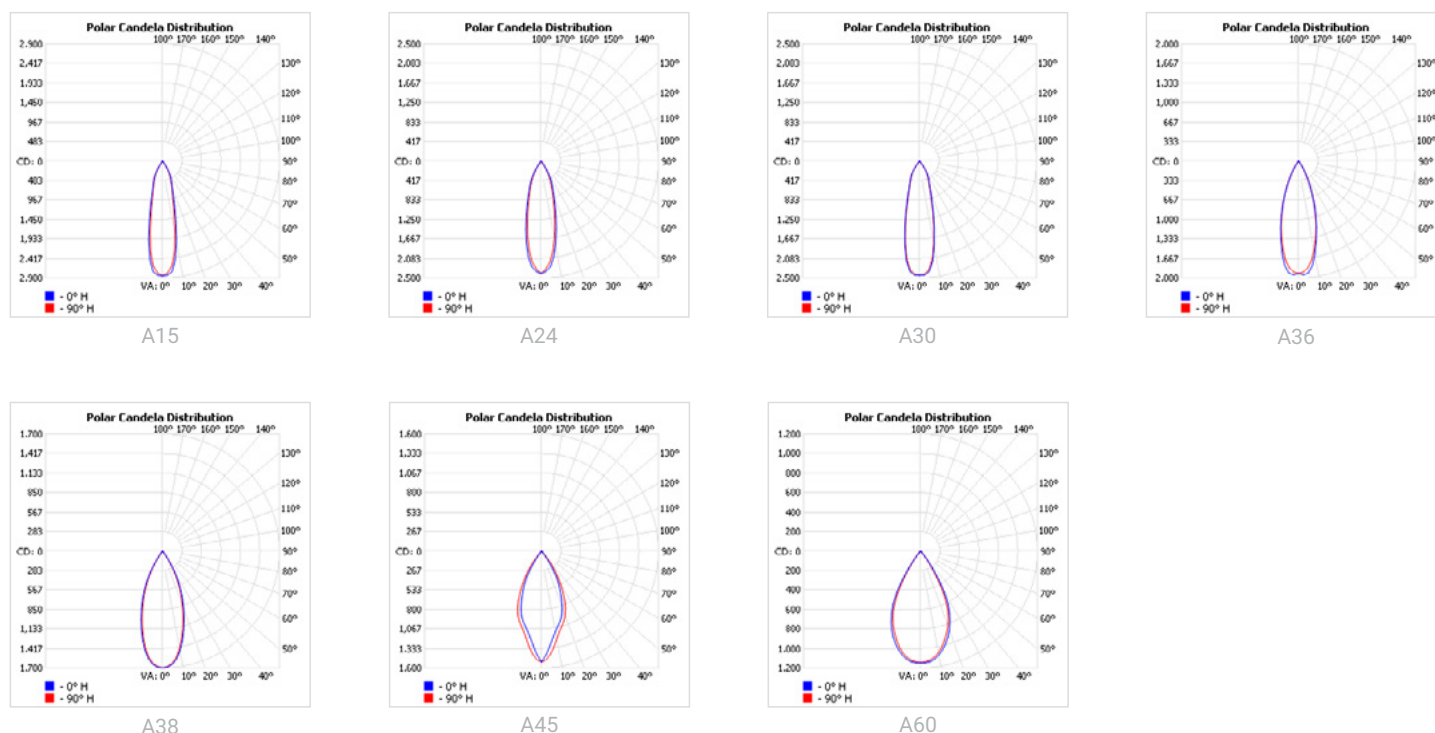 Polar Candela Distribution
2.900 100° 170° 160° 150° 140°
2,417 130°
1,933
1,450 120°
967 110°
483 100°
CD: 0 90°
483 80°
967 70°
1.450 60°
1,933
2.417 50°
2.900 VA: 0° 10° 20° 30° 40°
- 0° H
- 90° H
A15
Polar Candela Distribution
2.500 100° 170° 160° 150° 140°
2,083 130°
1.667
1,250 120°
833 110°
417 100°
CD: 0 90°
417 80°
833 70°
1.250 60°
1,667
2.083 50°
2.500 VA: 0° 10° 20° 30° 40°
- 0° H
- 90° H
A24
Polar Candela Distribution
2.500 100° 170° 160° 150° 140°
2,083 130°
1.667
1,250 120°
833 110°
417 100°
CD: 0 90°
417 80°
833 70°
1.250 60°
1,667
2.083 50°
2.500 VA: 0° 10° 20° 30° 40°
- 0° H
- 90° H
A30
Polar Candela Distribution
2.000 100° 170° 160° 150° 140°
1,667 130°
1.333
1,000 120°
667 110°
333 100°
CD: 0 90°
333 80°
667 70°
1,000 60°
1,333
1.667 50°
2.000 VA: 0° 10° 20° 30° 40°
- 0° H
- 90° H
A36
Polar Candela Distribution
1.700 100° 170° 160° 150° 140°
1,417 130°
1.133
850 120°
567 110°
283 100°
CD: 0 90°
203 80°
567 70°
850 60°
1,133
1.417 50°
1.700 VA: 0° 10° 20° 30° 40°
- 0° H
- 90° H
A38
Polar Candela Distribution
1.600 100° 170° 160° 150° 140°
1,333 130°
1.067
800 120°
533 110°
267 100°
CD: 0 90°
267 80°
533 70°
800 60°
1,067
1.333 50°
1.600 VA: 0° 10° 20° 30° 40°
- 0° H
- 90° H
A45
Polar Candela Distribution
1.200 100° 170° 160° 150° 140°
1.000 130°
800
600 120°
400 110°
200 100°
CD: 0 90°
200 80°
400 70°
600 60°
800
1.000 50°
1.200 VA: 0° 10° 20° 30° 40°
- 0° H
- 90° H
A60